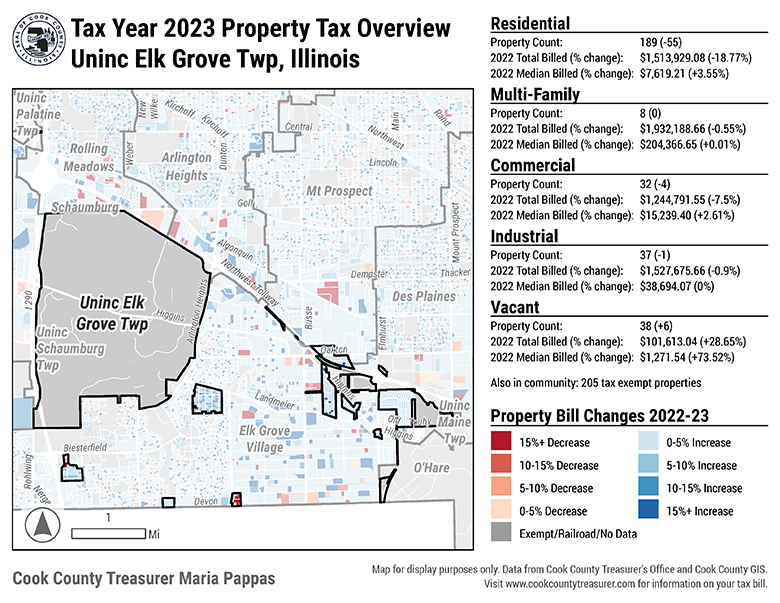 SEAL OF COOK COUNTY
ILLINOIS
Tax Year 2023 Property Tax Overview
Uninc Elk Grove Twp, Illinois
Uninc
Palatine
Twp
New
Wilke
Kirchoff
Kirchoff
Central
Main
Rand
Northwest
Rolling
Meadows
Weber
Arlington
Heights
Dunton
Lincoln
Mt Prospect
Schaumburg
Golf
Mount Prospect
Algonquin
Northwest Tollway
Dempster
Thacker
I 290
Uninc Elk
Grove Twp
Higgins
Arlington Heights
Busse
Des Plaines
Elmhurst
Uninc
Schaumburg
Twp
Oakton
Landmeier
Elk Grove
Village
Touhy
Higgins
Uninc
Maine
Twp
Biesterfield
O'Hare
Rohlwing
Nerge
Devon
1
Mi
Residential
Property Count: 189 (-55)
2022 Total Billed (% change): $1,513,929.08 (-18.77%)
2022 Median Billed (% change): $7,619.21 (+3.55%)
Multi-Family
Property Count: 8 (0)
2022 Total Billed (% change): $1,932,188.66 (-0.55%)
2022 Median Billed (% change): $204,366.65 (+0.01%)
Commercial
Property Count: 32 (-4)
2022 Total Billed (% change): $1,244,791.55 (-7.5%)
2022 Median Billed (% change): $15,239.40 (+2.61%)
Industrial
Property Count: 37 (-1)
2022 Total Billed (% change): $1,527,675.66 (-0.9%)
2022 Median Billed (% change): $38,694.07 (0%)
Vacant
Property Count: 38 (+6)
2022 Total Billed (% change): $101,613.04 (+28.65%)
2022 Median Billed (% change): $1,271.54 (+73.52%)
Also in community: 205 tax exempt properties
Property Bill Changes 2022-23
15%+ Decrease
10-15% Decrease
5-10% Decrease
0-5% Decrease
Exempt/Railroad/No Data
0-5% Increase
5-10% Increase
10-15% Increase
15%+ Increase
Cook County Treasurer Maria Pappas
Map for display purposes only. Data from Cook County Treasurer's Office and Cook County GIS.
Visit www.cookcountytreasurer.com for information on your tax bill.